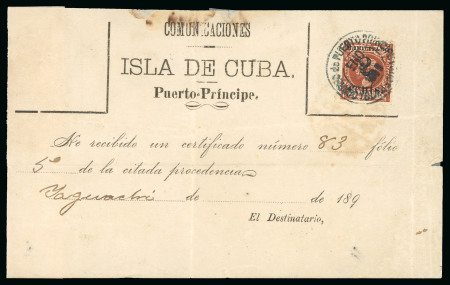 COMUNICACIONES
ISLA DE CUBA.
Puerto-Príncipe.
He recibido un certificado número 83 fólio
5º de la citada procedencia.
de de 189
El Destinatario,